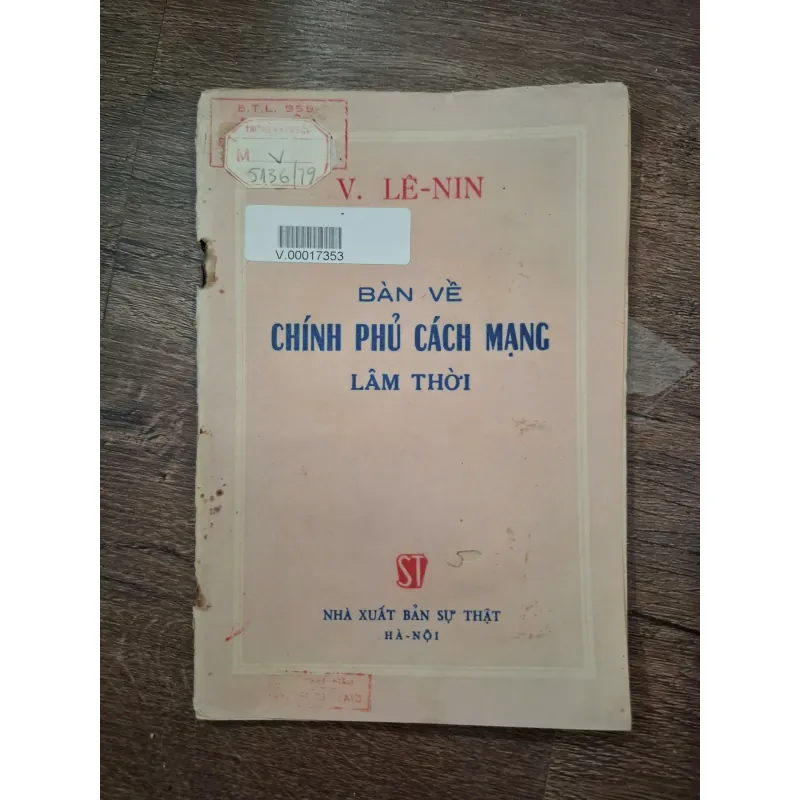 B.T.L. 959
M V
5136/79
V. LÊ-NIN
V.00017353
BÀN VỀ
CHÍNH PHỦ CÁCH MẠNG
LÂM THỜI
5
ST
NHÀ XUẤT BẢN SỰ THẬT
HÀ-NỘI